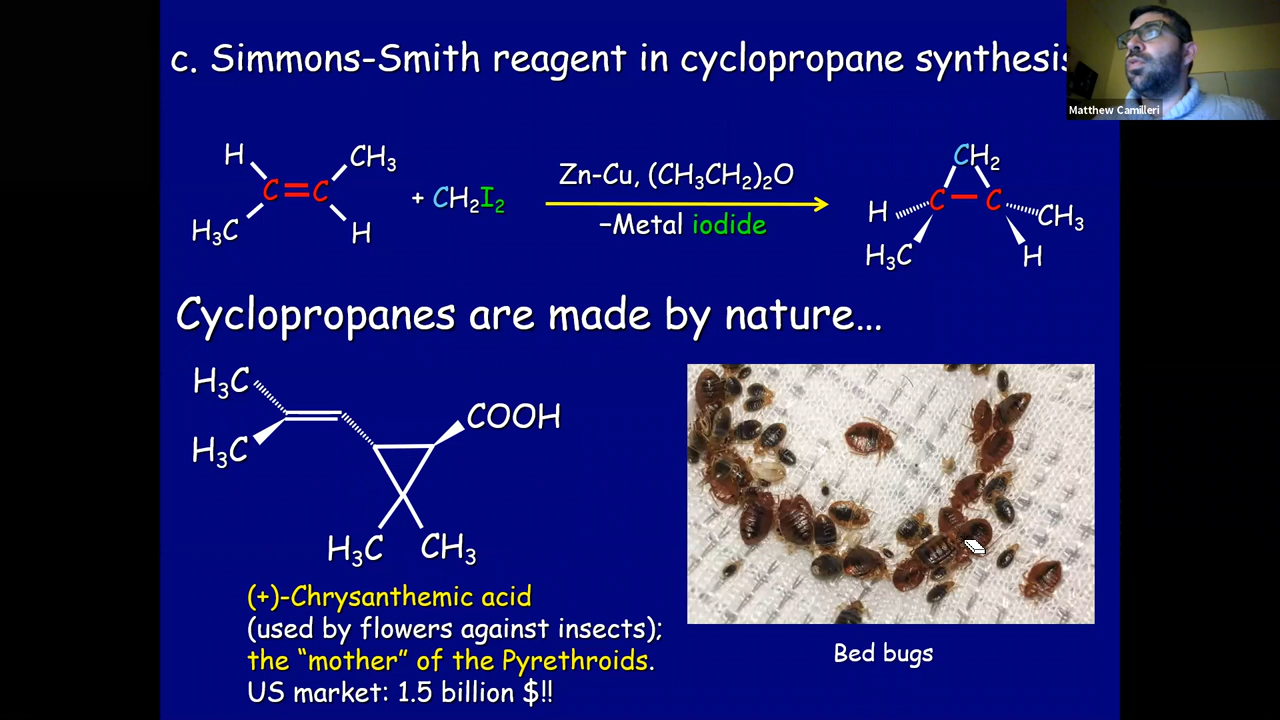 c. Simmons-Smith reagent in cyclopropane synthesis
Matthew Camilleri
H CH₃
C=C
H₃C H
+ CH₂I₂
Zn-Cu, (CH₃CH₂)₂O
–Metal iodide
CH₂
C–C
H CH₃
H₃C H
Cyclopropanes are made by nature...
H₃C
COOH
H₃C
H₃C CH₃
(+)-Chrysanthemic acid
(used by flowers against insects);
the “mother” of the Pyrethroids.
US market: 1.5 billion $!!
Bed bugs